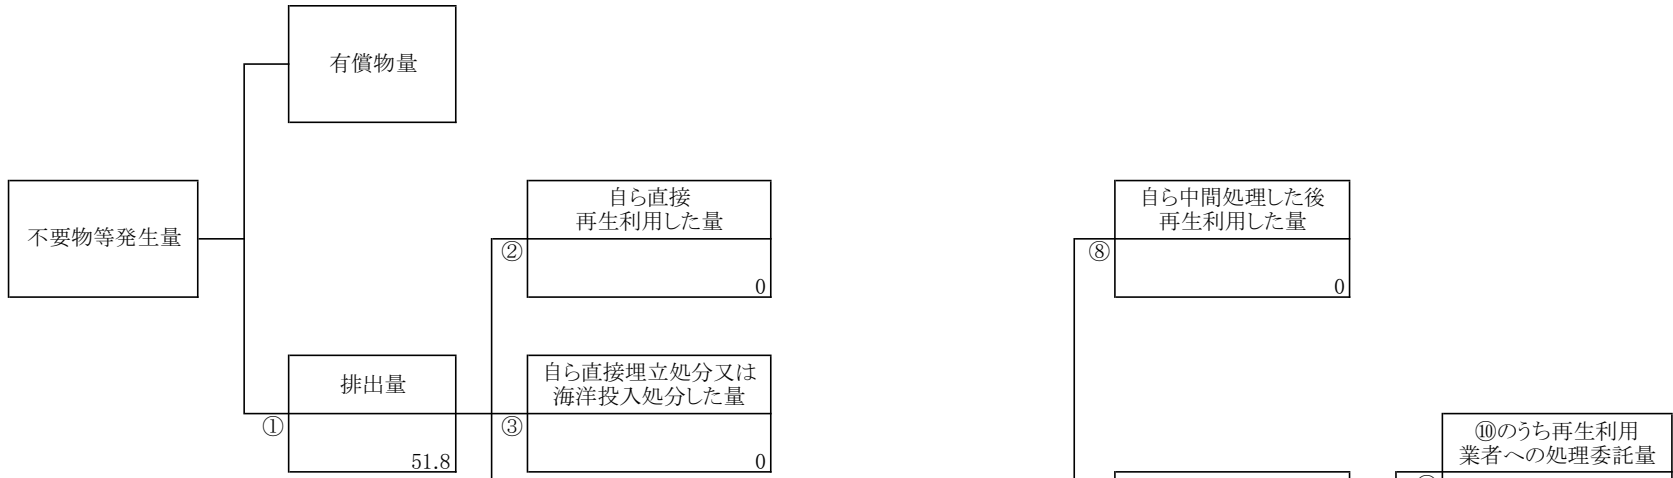 有償物量
不要物等発生量
自ら直接
再生利用した量
②
0
自ら中間処理した後
再生利用した量
⑧
0
排出量
①
51.8
自ら直接埋立処分又は
海洋投入処分した量
③
0
⑩のうち再生利用
業者への処理委託量